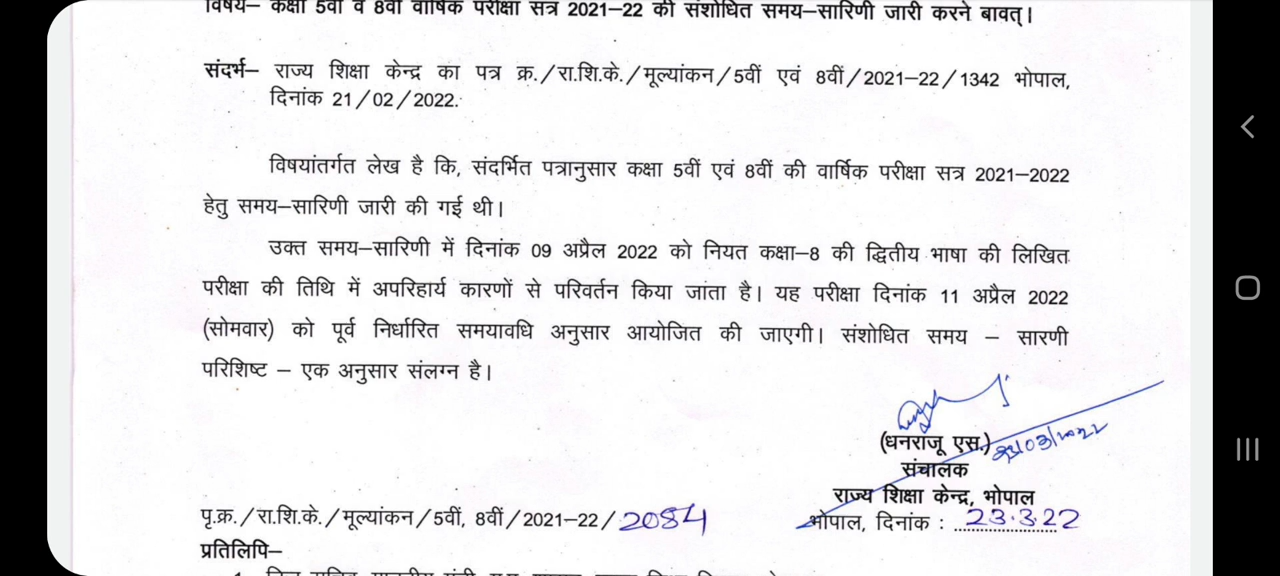 विषय– कक्षा 5वीं व 8वीं वार्षिक परीक्षा सत्र 2021–22 की संशोधित समय–सारिणी जारी करने बावत्।
संदर्भ– राज्य शिक्षा केन्द्र का पत्र क्र./रा.शि.के./मूल्यांकन/5वीं एवं 8वीं/2021–22/1342 भोपाल,
दिनांक 21/02/2022.
विषयांतर्गत लेख है कि, संदर्भित पत्रानुसार कक्षा 5वीं एवं 8वीं की वार्षिक परीक्षा सत्र 2021–2022
हेतु समय–सारिणी जारी की गई थी।
उक्त समय–सारिणी में दिनांक 09 अप्रैल 2022 को नियत कक्षा–8 की द्वितीय भाषा की लिखित
परीक्षा की तिथि में अपरिहार्य कारणों से परिवर्तन किया जांता है। यह परीक्षा दिनांक 11 अप्रैल 2022
(सोमवार) को पूर्व निर्धारित समयावधि अनुसार आयोजित की जाएगी। संशोधित समय – सारणी
परिशिष्ट – एक अनुसार संलग्न है।
(धनराजू एस.)
संचालक
राज्य शिक्षा केन्द्र, भोपाल
पृ.क्र./रा.शि.के./मूल्यांकन/5वीं, 8वीं/2021–22/2084
भोपाल, दिनांक : 23.3.22
प्रतिलिपि–